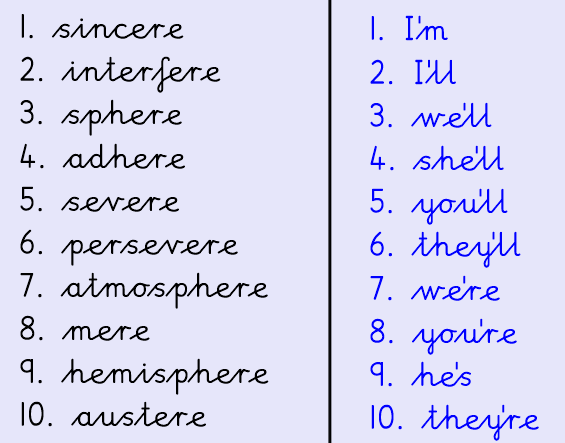 1. sincere
2. interfere
3. sphere
4. adhere
5. severe
6. persevere
7. atmosphere
8. mere
9. hemisphere
10. austere
1. I'm
2. I'll
3. we'll
4. she'll
5. you'll
6. they'll
7. we're
8. you're
9. he's
10. they're